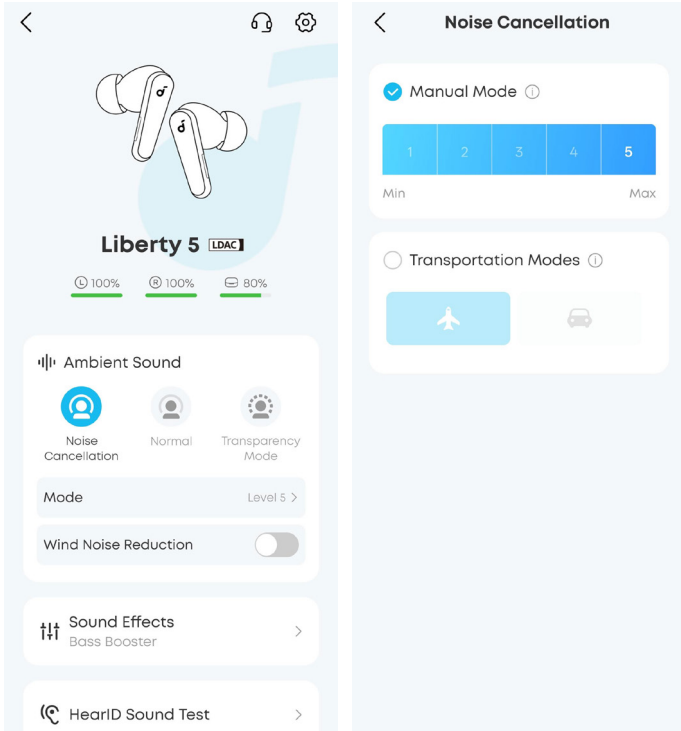 Liberty 5 LDAC
L 100% R 100% 80%
Ambient Sound
Noise Cancellation
Normal
Transparency Mode
Mode Level 5
Wind Noise Reduction
Sound Effects
Bass Booster
HearID Sound Test
Noise Cancellation
Manual Mode
1 2 3 4 5
Min Max
Transportation Modes